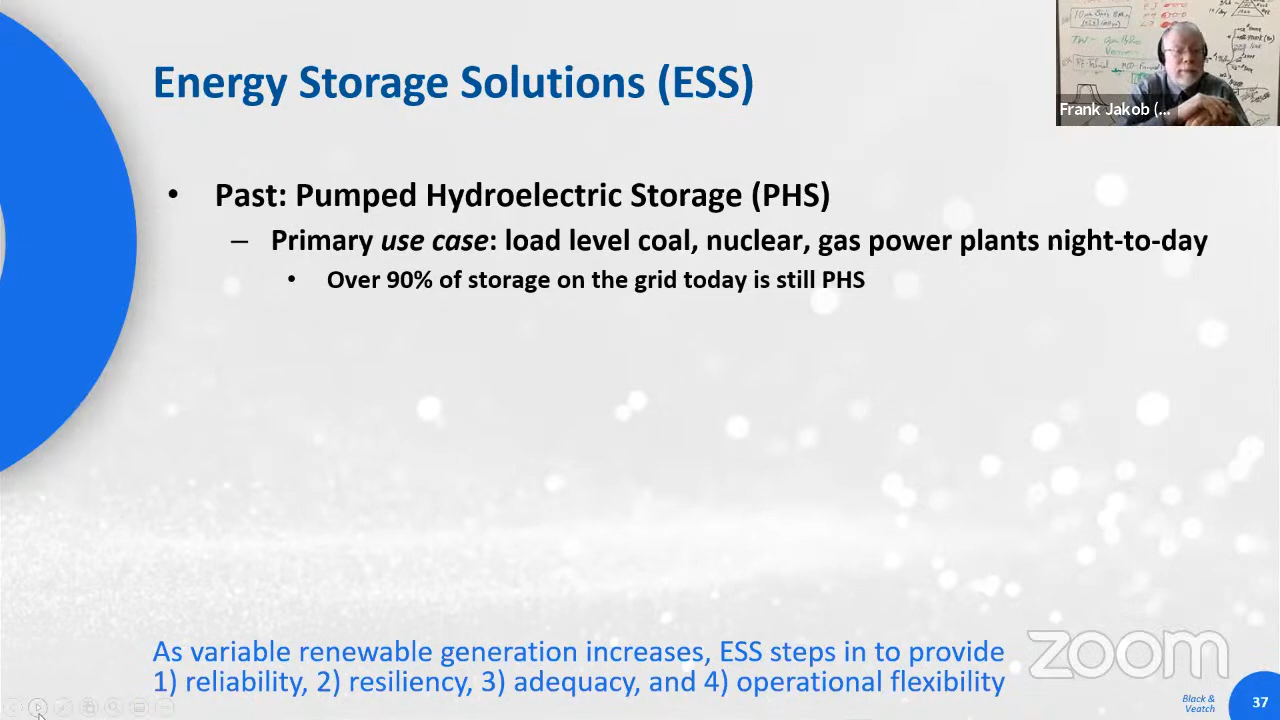 Energy Storage Solutions (ESS)
Frank Jakob (...
• Past: Pumped Hydroelectric Storage (PHS)
– Primary use case: load level coal, nuclear, gas power plants night-to-day
• Over 90% of storage on the grid today is still PHS
As variable renewable generation increases, ESS steps in to provide
1) reliability, 2) resiliency, 3) adequacy, and 4) operational flexibility
zoom
Black &
Veatch
37